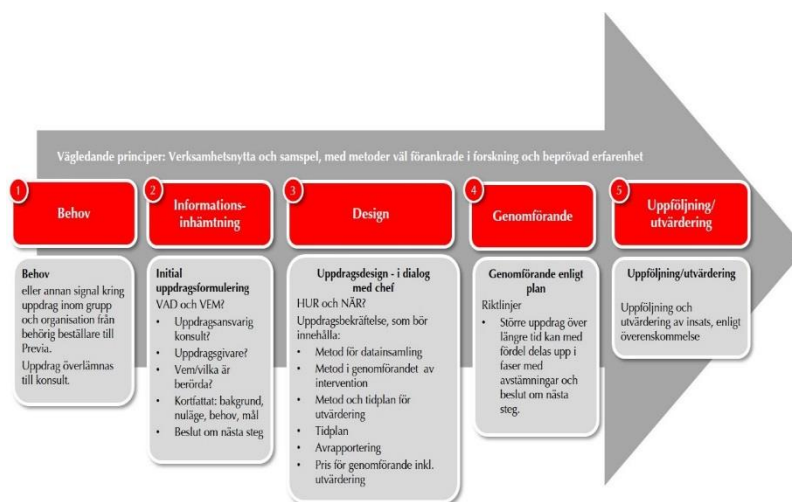 Vägledande principer: Verksamhetsnytta och samspel, med metoder väl förankrade i forskning och beprövad erfarenhet
1
Behov
2
Informations-
inhämtning
3
Design
4
Genomförande
5
Uppföljning/
utvärdering
Behov
eller annan signal kring
uppdrag inom grupp
och organisation från
behörig beställare till
Previa.
Uppdrag överlämnas
till konsult.
Initial
uppdragsformulering
VAD och VEM?
• Uppdragsansvarig
konsult?
• Uppdragsgivare?
• Vem/vilka är
berörda?
• Kortfattat: bakgrund,
nuläge, behov, mål
• Beslut om nästa steg
Uppdragsdesign - i dialog
med chef
HUR och NÄR?
Uppdragsbekräftelse, som bör
innehålla:
• Metod för datainsamling
• Metod i genomförandet av
intervention
• Metod och tidplan för
utvärdering
• Tidplan
• Avrapportering
• Pris för genomförande inkl.
utvärdering
Genomförande enligt
plan
Riktlinjer
• Större uppdrag över
längre tid kan med
fördel delas upp i
faser med
avstämningar och
beslut om nästa
steg.
Uppföljning/utvärdering
Uppföljning och
utvärdering av insats, enligt
överenskommelse